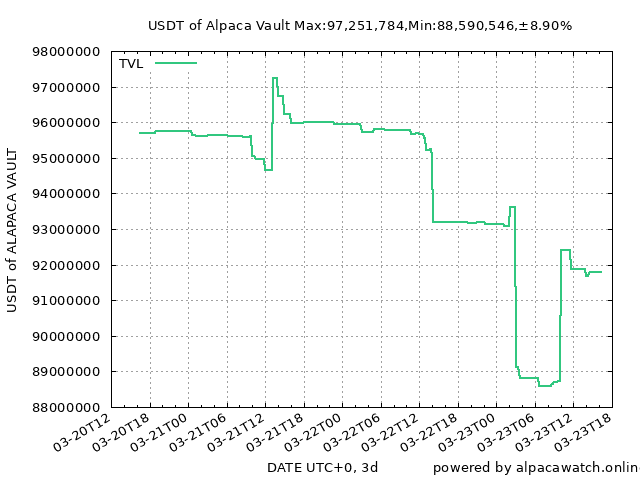 USDT of Alpaca Vault Max:97,251,784,Min:88,590,546,±8.90%
TVL
98000000
97000000
96000000
95000000
94000000
93000000
92000000
91000000
90000000
89000000
88000000
USDT of ALAPACA VAULT
03-20T12
03-20T18
03-21T00
03-21T06
03-21T12
03-21T18
03-22T00
03-22T06
03-22T12
03-22T18
03-23T00
03-23T06
03-23T12
03-23T18
DATE UTC+0, 3d
powered by alpacawatch.onlin